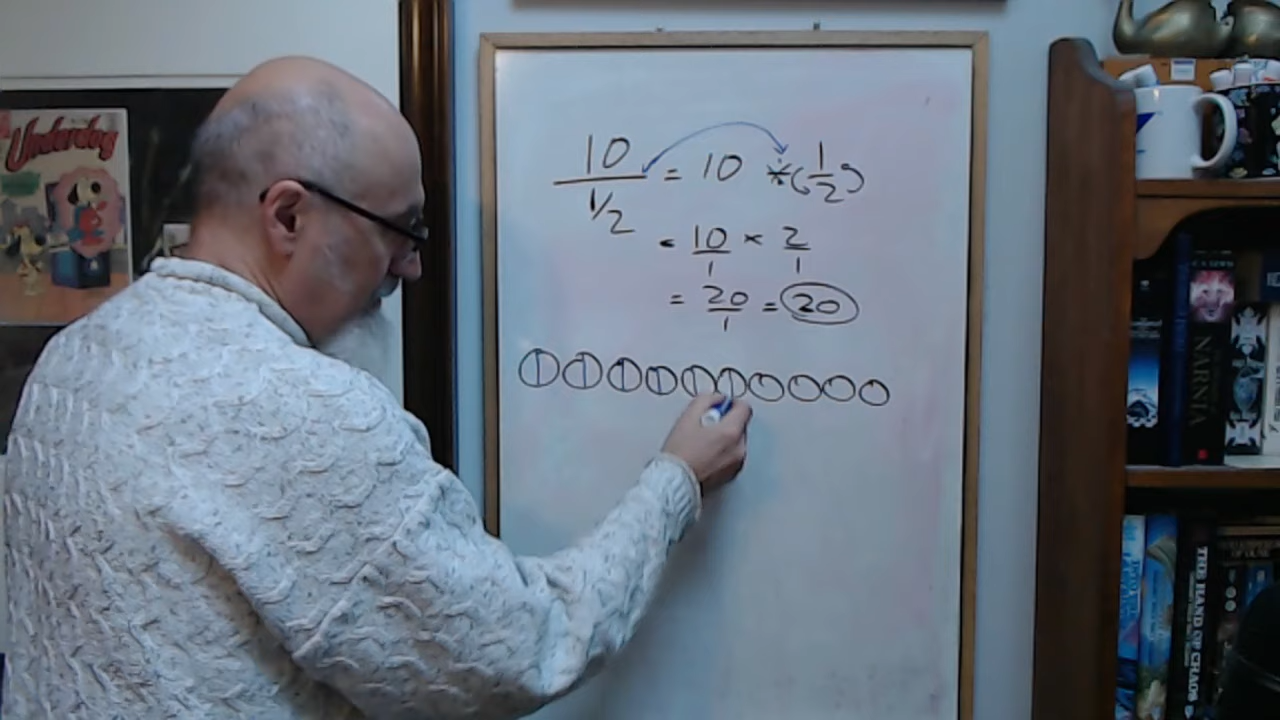 Underdog
10/(1/2) = 10 ÷ (1/2)
= 10/1 × 2/1
= 20/1 = 20
NARNIA
THE HAND OF CHAOS